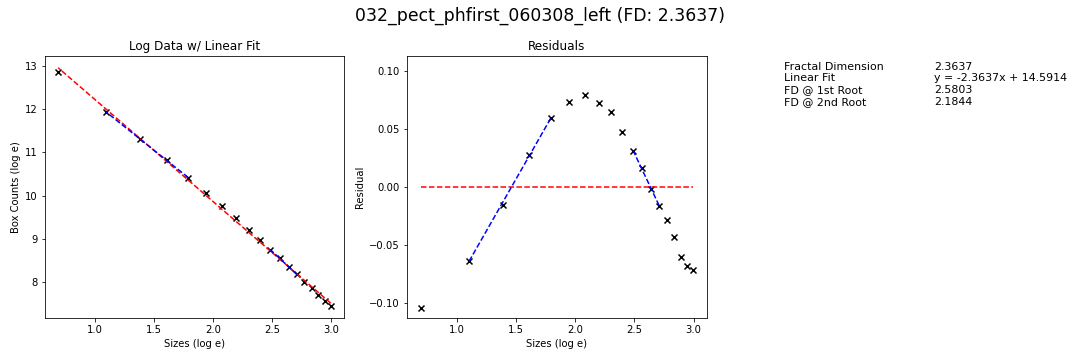 032_pect_phfirst_060308_left (FD: 2.3637)
Log Data w/ Linear Fit
Box Counts (log e)
13
12
11
10
9
8
1.0 1.5 2.0 2.5 3.0
Sizes (log e)
Residuals
Residual
0.10
0.05
0.00
−0.05
−0.10
1.0 1.5 2.0 2.5 3.0
Sizes (log e)
Fractal Dimension 2.3637
Linear Fit y = -2.3637x + 14.5914
FD @ 1st Root 2.5803
FD @ 2nd Root 2.1844